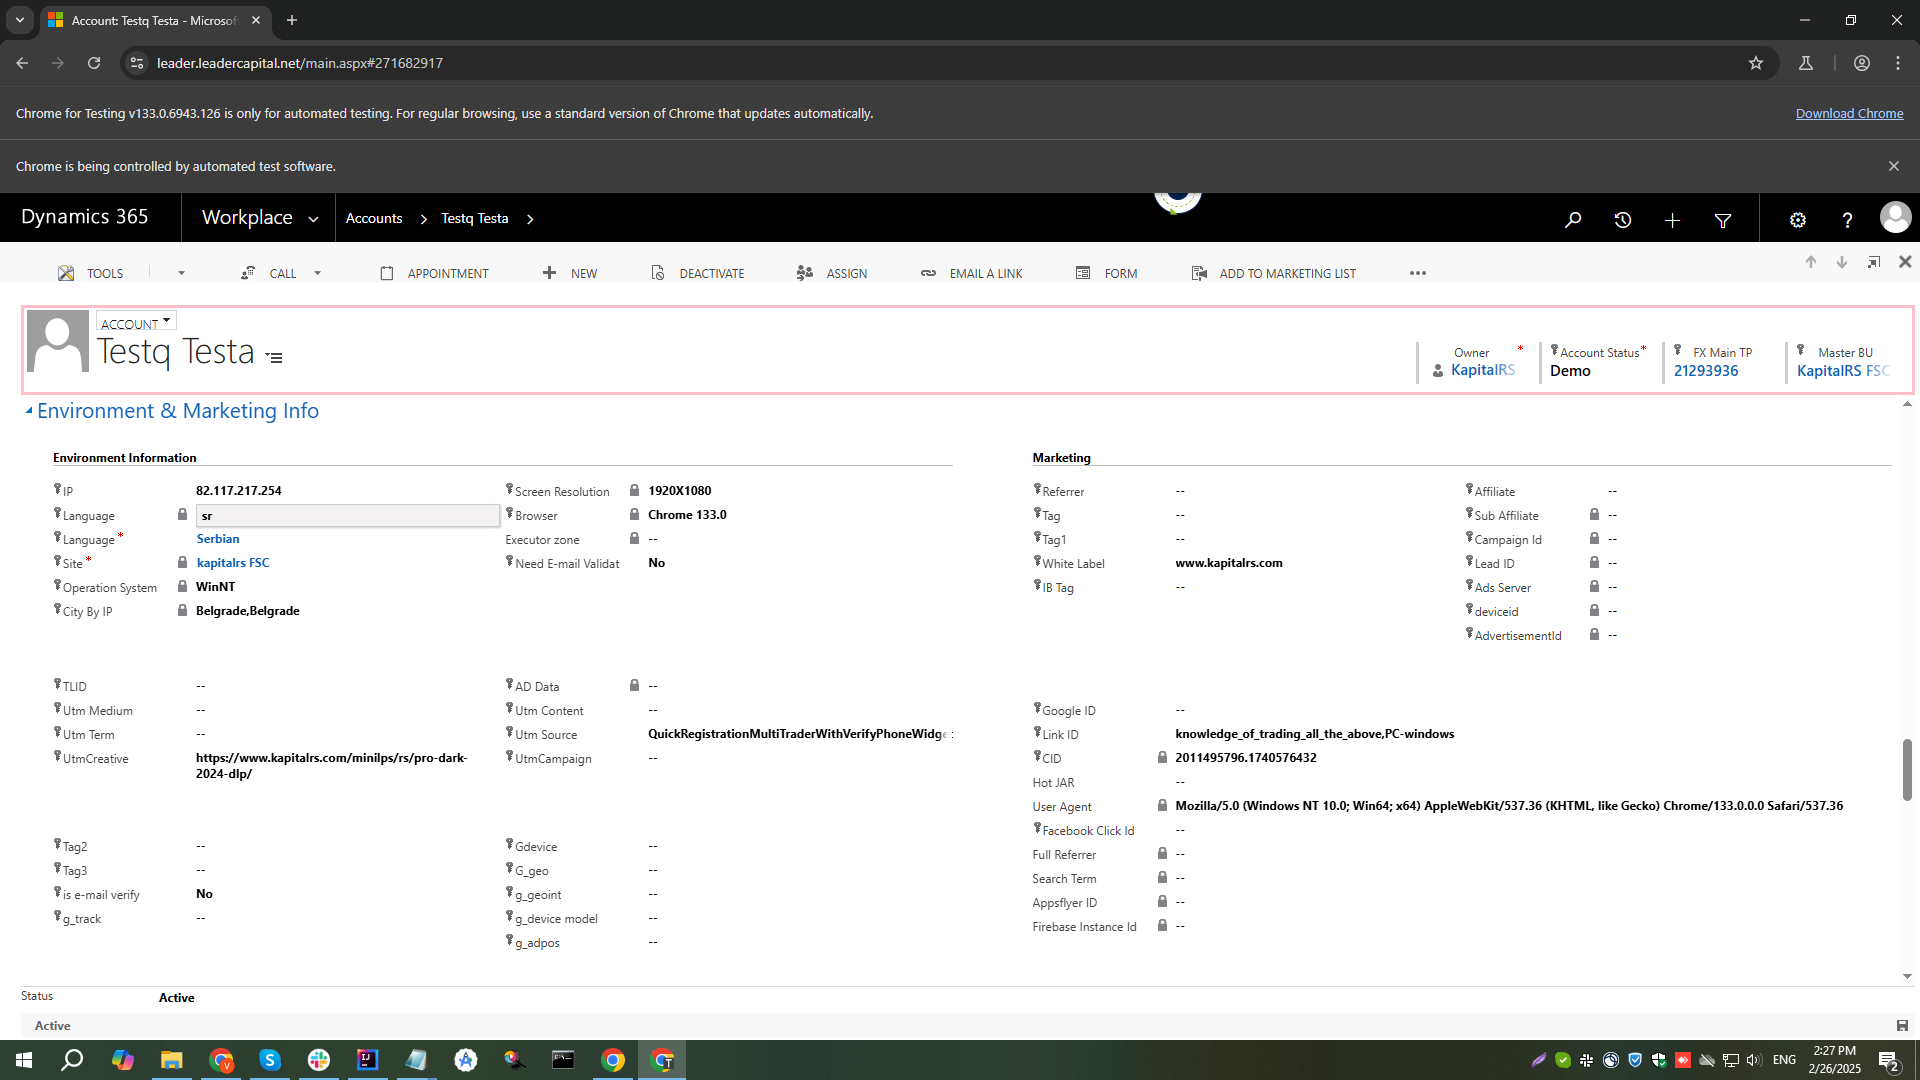 Account: Testq Testa - Microsof
leader.leadercapital.net/main.aspx#271682917
Chrome for Testing v133.0.6943.126 is only for automated testing. For regular browsing, use a standard version of Chrome that updates automatically.
Download Chrome
Chrome is being controlled by automated test software.
Dynamics 365
Workplace
Accounts
Testq Testa
TOOLS
CALL
APPOINTMENT
NEW
DEACTIVATE
ASSIGN
EMAIL A LINK
FORM
ADD TO MARKETING LIST
ACCOUNT
Testq Testa
Owner *
KapitalRS
Account Status *
Demo
FX Main TP
21293936
Master BU
KapitalRS FSC
Environment & Marketing Info
Environment Information
IP 82.117.217.254
Language sr
Language * Serbian
Site * kapitalrs FSC
Operation System WinNT
City By IP Belgrade,Belgrade
Screen Resolution 1920X1080
Browser Chrome 133.0
Executor zone --
Need E-mail Validat No
Marketing
Referrer --
Tag --
Tag1 --
White Label www.kapitalrs.com
IB Tag --
Affiliate --
Sub Affiliate --
Campaign Id --
Lead ID --
Ads Server --
deviceid --
AdvertisementId --
TLID --
Utm Medium --
Utm Term --
UtmCreative https://www.kapitalrs.com/minilps/rs/pro-dark-
2024-dlp/
AD Data --
Utm Content --
Utm Source QuickRegistrationMultiTraderWithVerifyPhoneWidge
UtmCampaign --
Google ID --
Link ID knowledge_of_trading_all_the_above,PC-windows
CID 2011495796.1740576432
Hot JAR --
User Agent Mozilla/5.0 (Windows NT 10.0; Win64; x64) AppleWebKit/537.36 (KHTML, like Gecko) Chrome/133.0.0.0 Safari/537.36
Facebook Click Id --
Full Referrer --
Search Term --
Appsflyer ID --
Firebase Instance Id --
Tag2 --
Tag3 --
is e-mail verify No
g_track --
Gdevice --
G_geo --
g_geoint --
g_device model --
g_adpos --
Status Active
Active
ENG
2:27 PM
2/26/2025
2